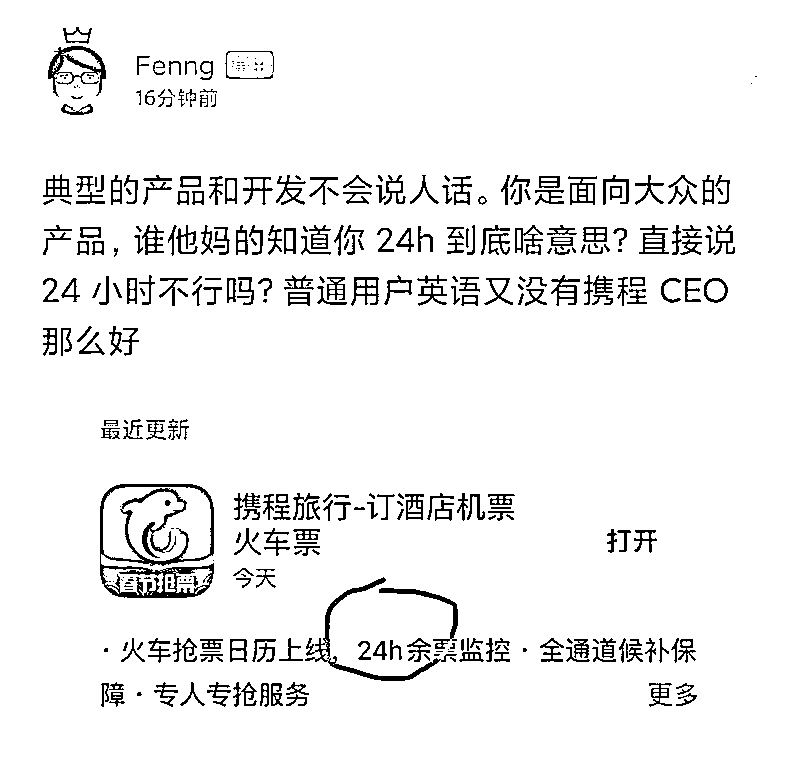 Fenng
16分钟前
典型的产品和开发不会说人话。你是面向大众的
产品，谁他妈的知道你 24h 到底啥意思？直接说
24 小时不行吗？普通用户英语又没有携程 CEO
那么好
最近更新
携程旅行-订酒店机票
火车票
打开
今天
春节抢票
· 火车抢票日历上线，24h余票监控 · 全通道候补保
障 · 专人专抢服务
更多